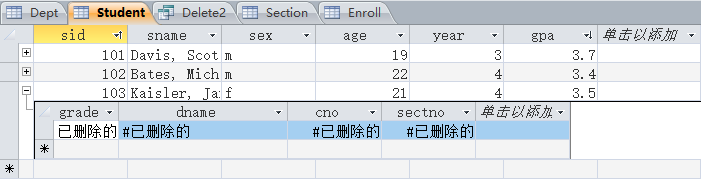 Dept Student Delete2 Section Enroll
sid sname sex age year gpa 单击以添加
101 Davis, Scot m 19 3 3.7
102 Bates, Mich m 22 4 3.4
103 Kaisler, Ja f 21 4 3.5
grade dname cno sectno 单击以添加
已删除的 #已删除的 #已删除的 #已删除的